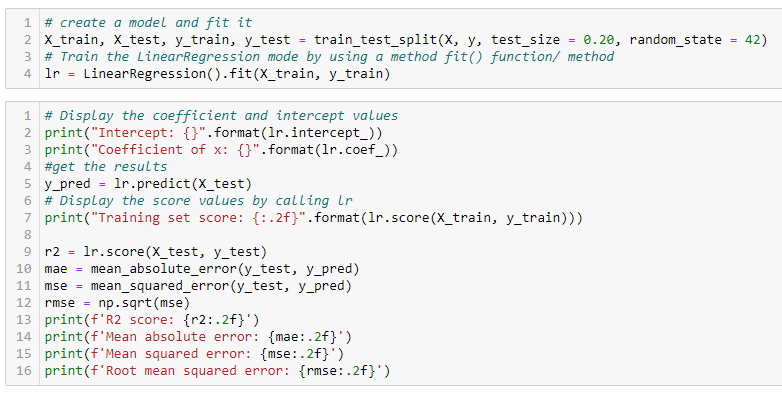 1 # create a model and fit it
2 X_train, X_test, y_train, y_test = train_test_split(X, y, test_size = 0.20, random_state = 42)
3 # Train the LinearRegression mode by using a method fit() function/ method
4 lr = LinearRegression().fit(X_train, y_train)
1 # Display the coefficient and intercept values
2 print("Intercept: {}".format(lr.intercept_))
3 print("Coefficient of x: {}".format(lr.coef_))
4 #get the results
5 y_pred = lr.predict(X_test)
6 # Display the score values by calling lr
7 print("Training set score: {:.2f}".format(lr.score(X_train, y_train)))
8
9 r2 = lr.score(X_test, y_test)
10 mae = mean_absolute_error(y_test, y_pred)
11 mse = mean_squared_error(y_test, y_pred)
12 rmse = np.sqrt(mse)
13 print(f'R2 score: {r2:.2f}')
14 print(f'Mean absolute error: {mae:.2f}')
15 print(f'Mean squared error: {mse:.2f}')
16 print(f'Root mean squared error: {rmse:.2f}')